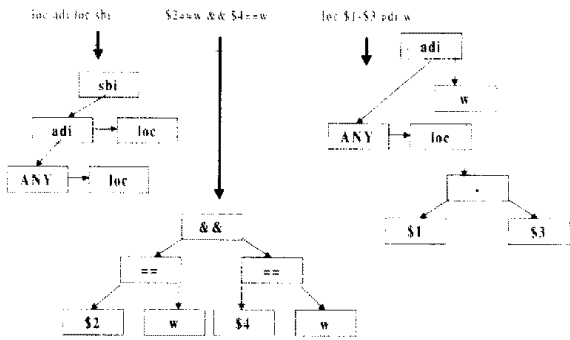 loc adi loc sbi
$2==w && $4==w
loc $1-$3 adi w
sbi
adi
loc
ANY
loc
adi
w
ANY
loc
-
$1
$3
&&
==
==
$2
w
$4
w